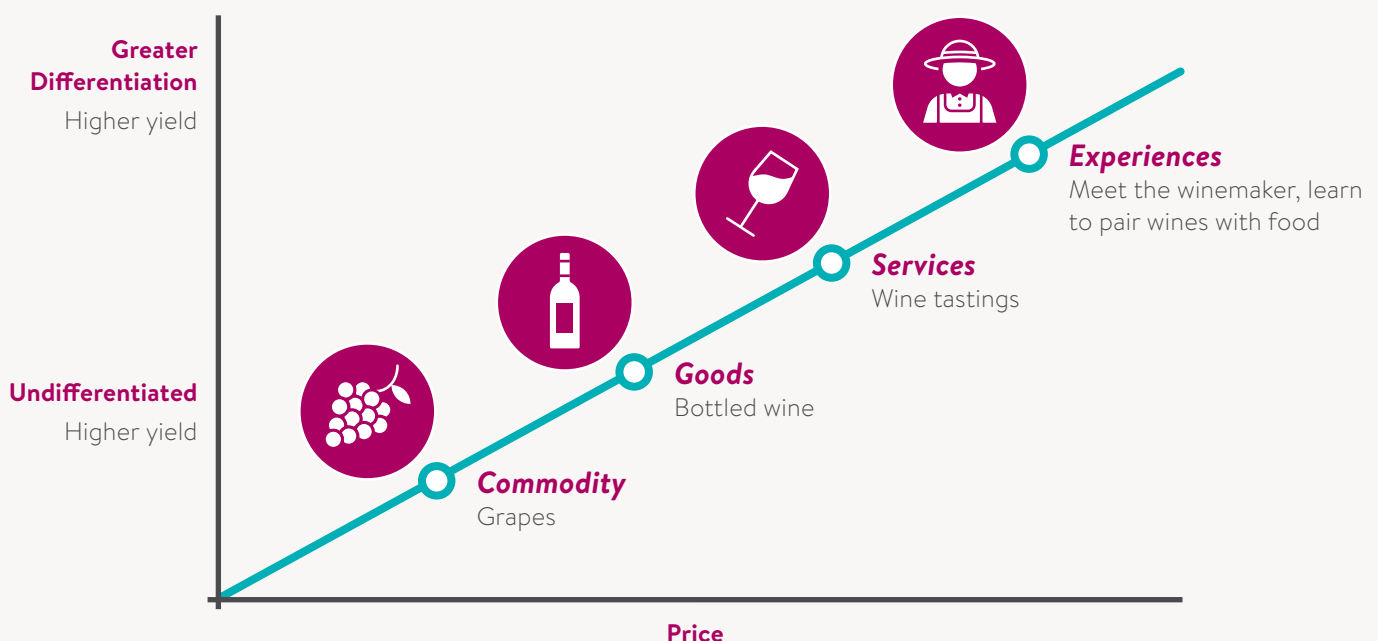 Greater
Differentiation
Higher yield
Experiences
Meet the winemaker, learn
to pair wines with food
Services
Wine tastings
Undifferentiated
Higher yield
Goods
Bottled wine
Commodity
Grapes
Price